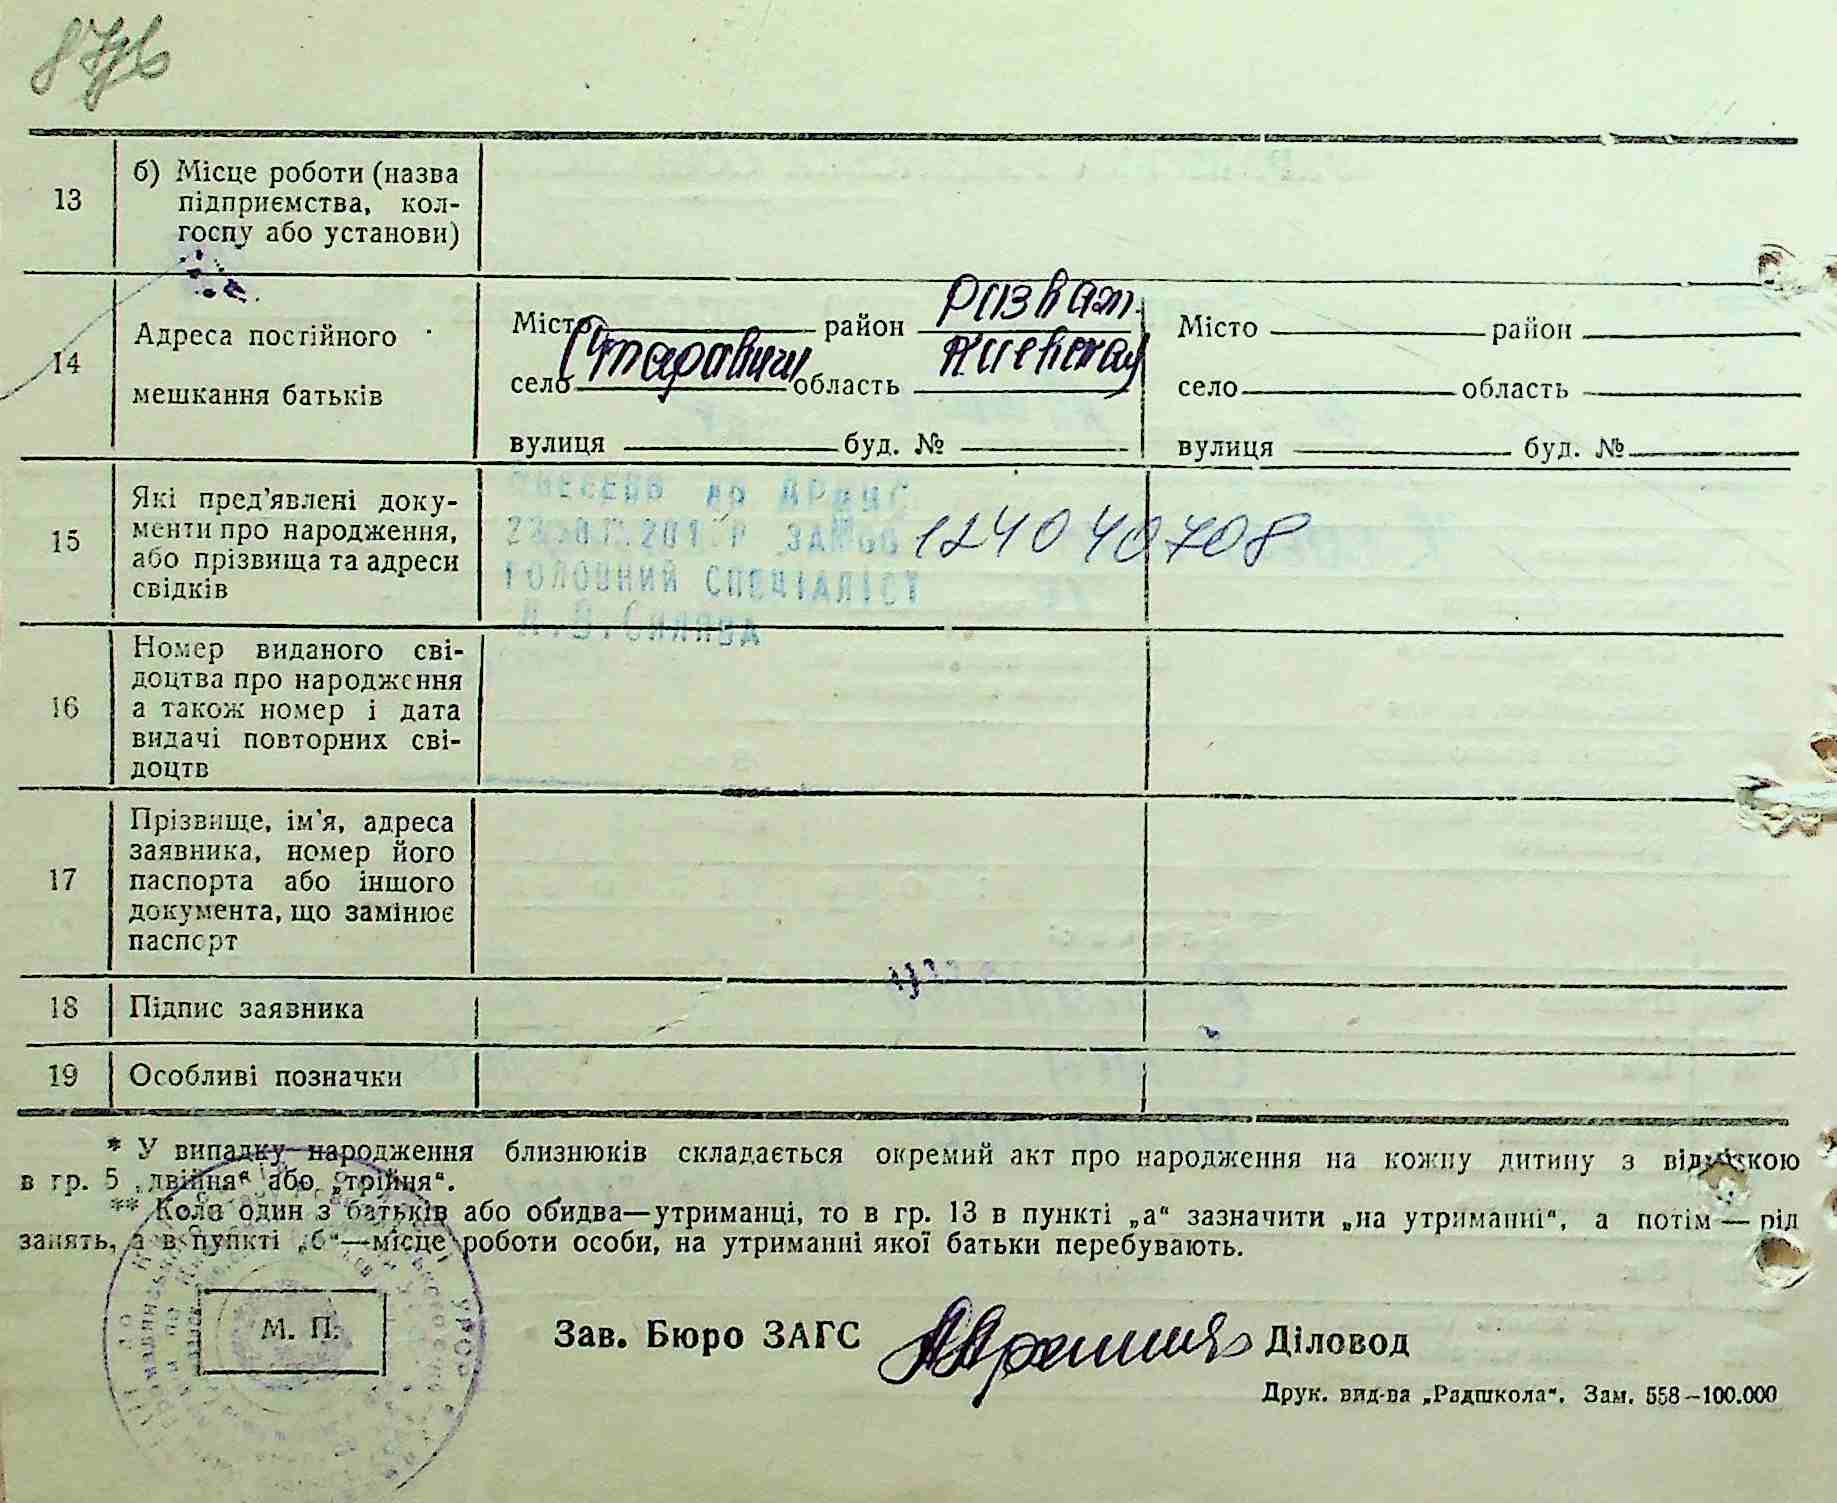 13
б) Місце роботи (назва
підприємства, кол-
госпу або установи)
14
Адреса постійного
мешкання батьків
Місто район Розваж.
село Старовичи область Киевская
вулиця буд. №
Місто район
село область
вулиця буд. №
15
Які пред'явлені доку-
менти про народження,
або прізвища та адреси
свідків
до АРАЦС
124040708
ГОЛОВНИЙ СПЕЦІАЛІСТ
16
Номер виданого сві-
доцтва про народження
а також номер і дата
видачі повторних сві-
доцтв
17
Прізвище, ім'я, адреса
заявника, номер його
паспорта або іншого
документа, що замінює
паспорт
18
Підпис заявника
19
Особливі позначки
* У випадку народження близнюків складається окремий акт про народження на кожну дитину з відміткою
в гр. 5 „двійня“ або „трійня“.
** Коли один з батьків або обидва—утриманці, то в гр. 13 в пункті „а“ зазначити „на утриманні“, а потім — рід
занять, а в пункті „б“—місце роботи особи, на утриманні якої батьки перебувають.
М. П.
Зав. Бюро ЗАГС
Діловод
Друк. вид-ва „Радшкола“. Зам. 558–100.000